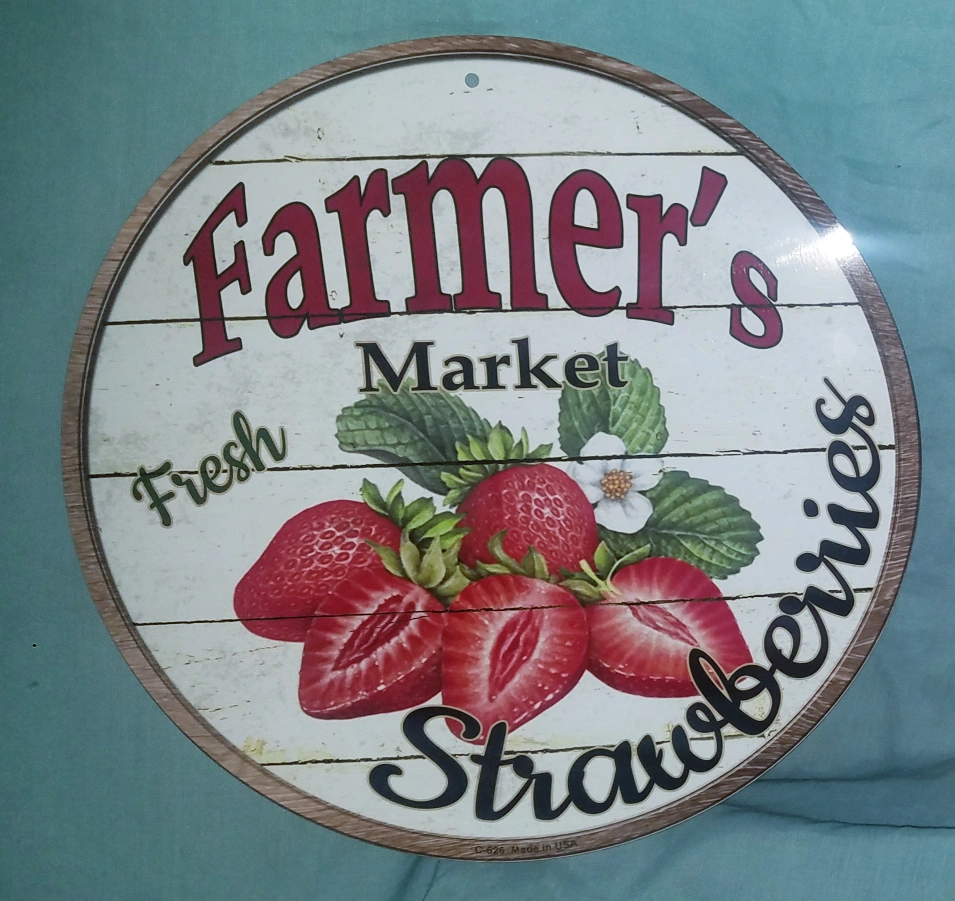 Farmer's
Market
Fresh
Strawberries
C-626 Made in USA